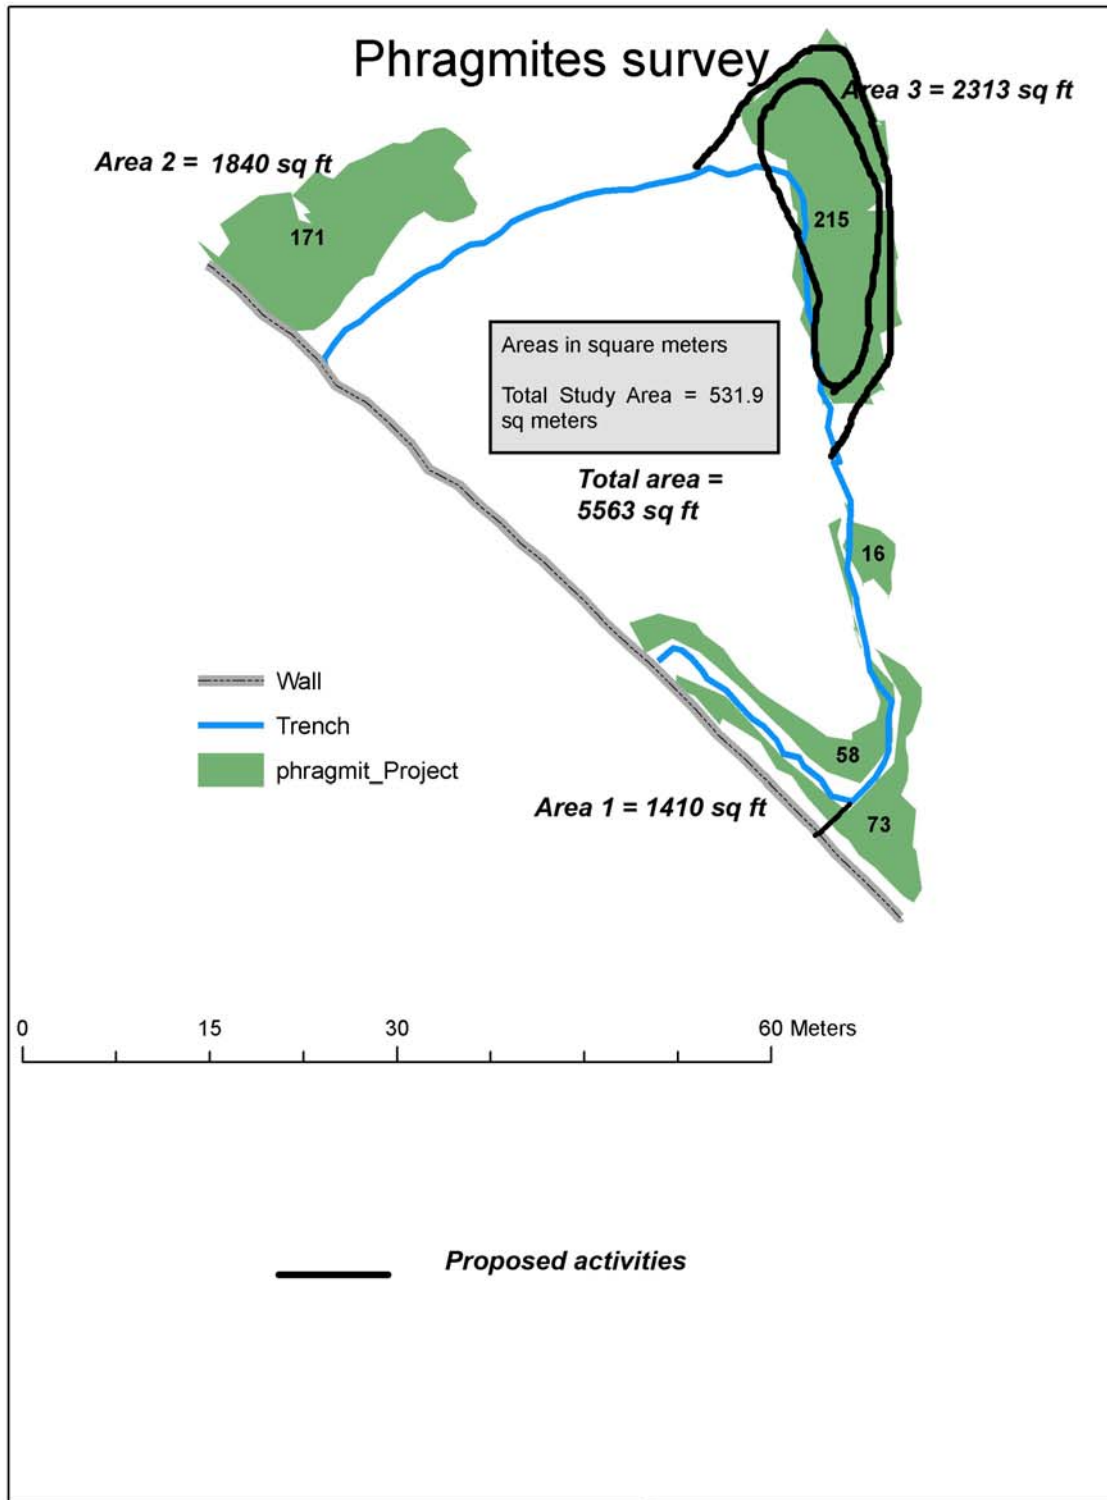 Phragmites survey
Area 3 = 2313 sq ft
Area 2 = 1840 sq ft
171
215
Areas in square meters
Total Study Area = 531.9
sq meters
Total area =
5563 sq ft
16
Wall
Trench
phragmit_Project
58
Area 1 = 1410 sq ft
73
0 15 30 60 Meters
Proposed activities